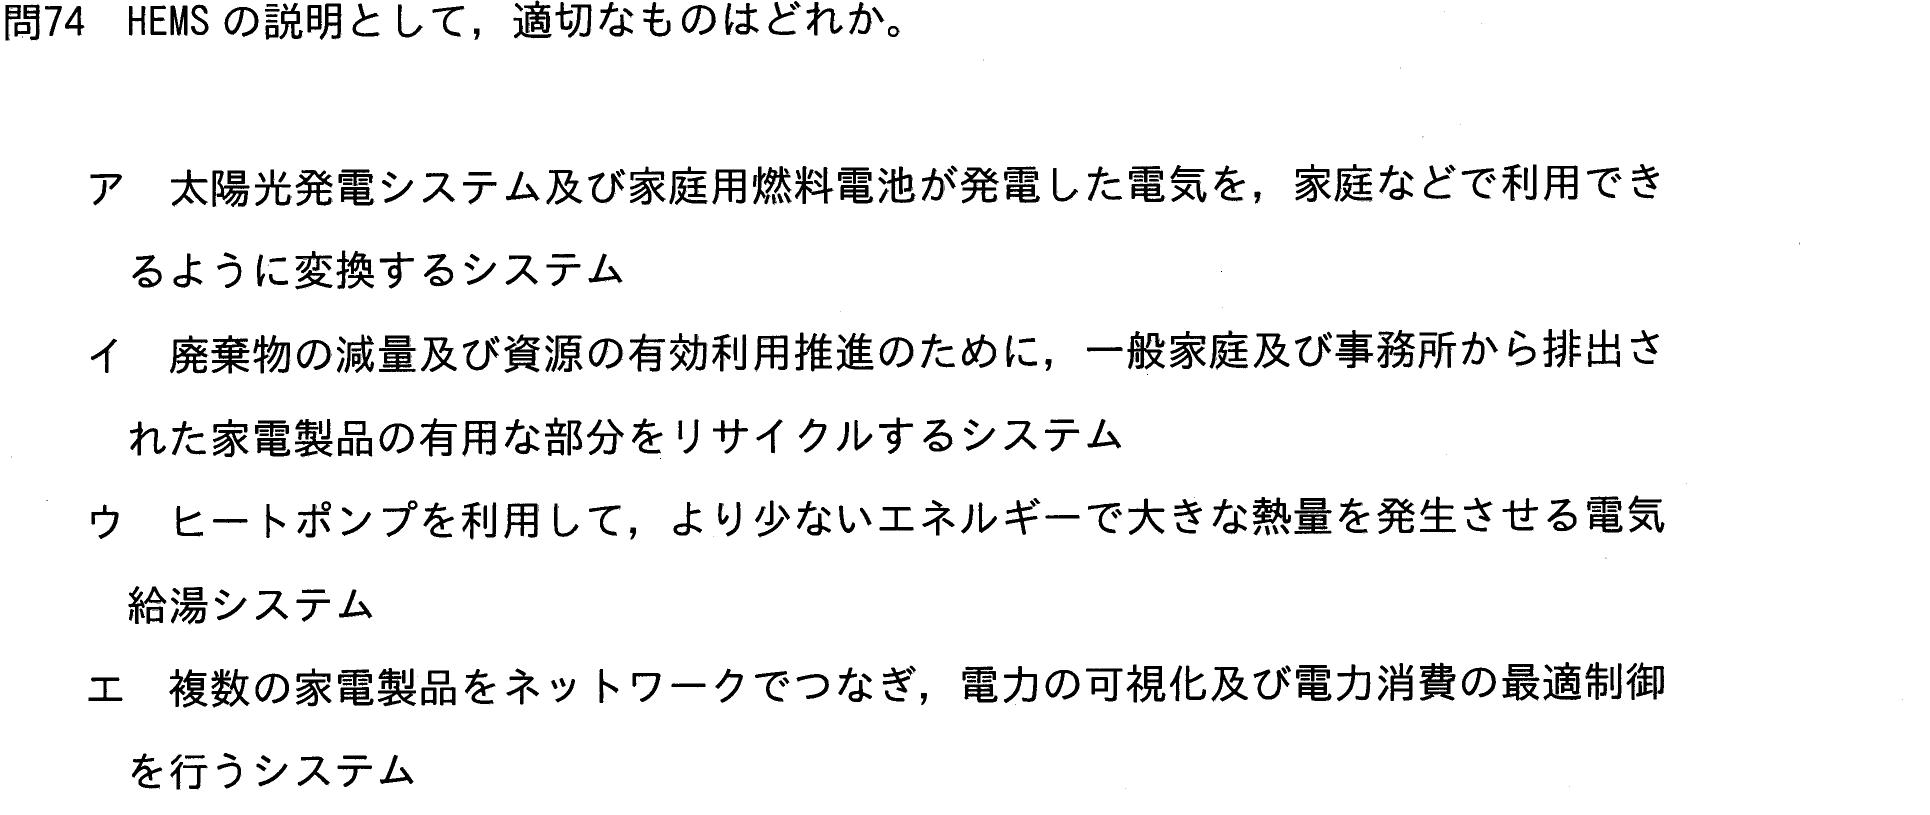 問74　HEMS の説明として，適切なものはどれか。
ア　太陽光発電システム及び家庭用燃料電池が発電した電気を，家庭などで利用でき
るように変換するシステム
イ　廃棄物の減量及び資源の有効利用推進のために，一般家庭及び事務所から排出さ
れた家電製品の有用な部分をリサイクルするシステム
ウ　ヒートポンプを利用して，より少ないエネルギーで大きな熱量を発生させる電気
給湯システム
エ　複数の家電製品をネットワークでつなぎ，電力の可視化及び電力消費の最適制御
を行うシステム